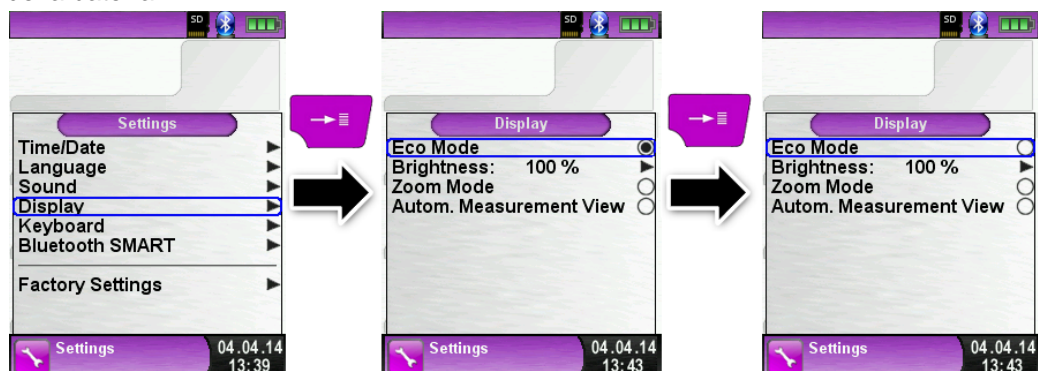 SD
Settings
Time/Date
Language
Sound
Display
Keyboard
Bluetooth SMART
Factory Settings
Settings
04.04.14
13:39
SD
Display
Eco Mode
Brightness: 100 %
Zoom Mode
Autom. Measurement View
Settings
04.04.14
13:43
SD
Display
Eco Mode
Brightness: 100 %
Zoom Mode
Autom. Measurement View
Settings
04.04.14
13:43